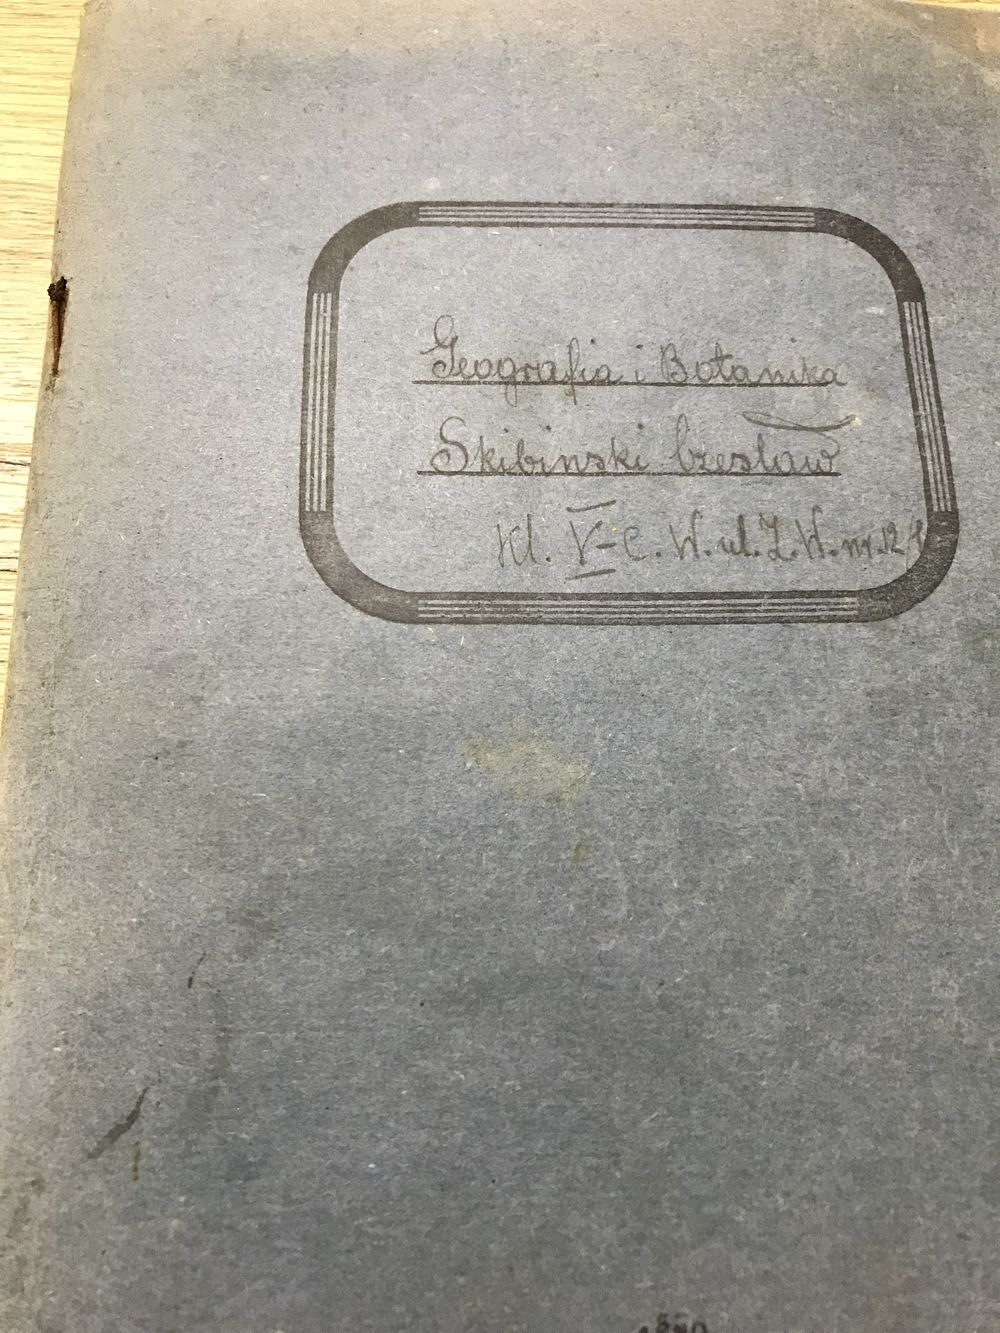 Geografia i Botanika
Skibinski Czesław
Kl. V-C. W. ul. Z. W. nr. 12